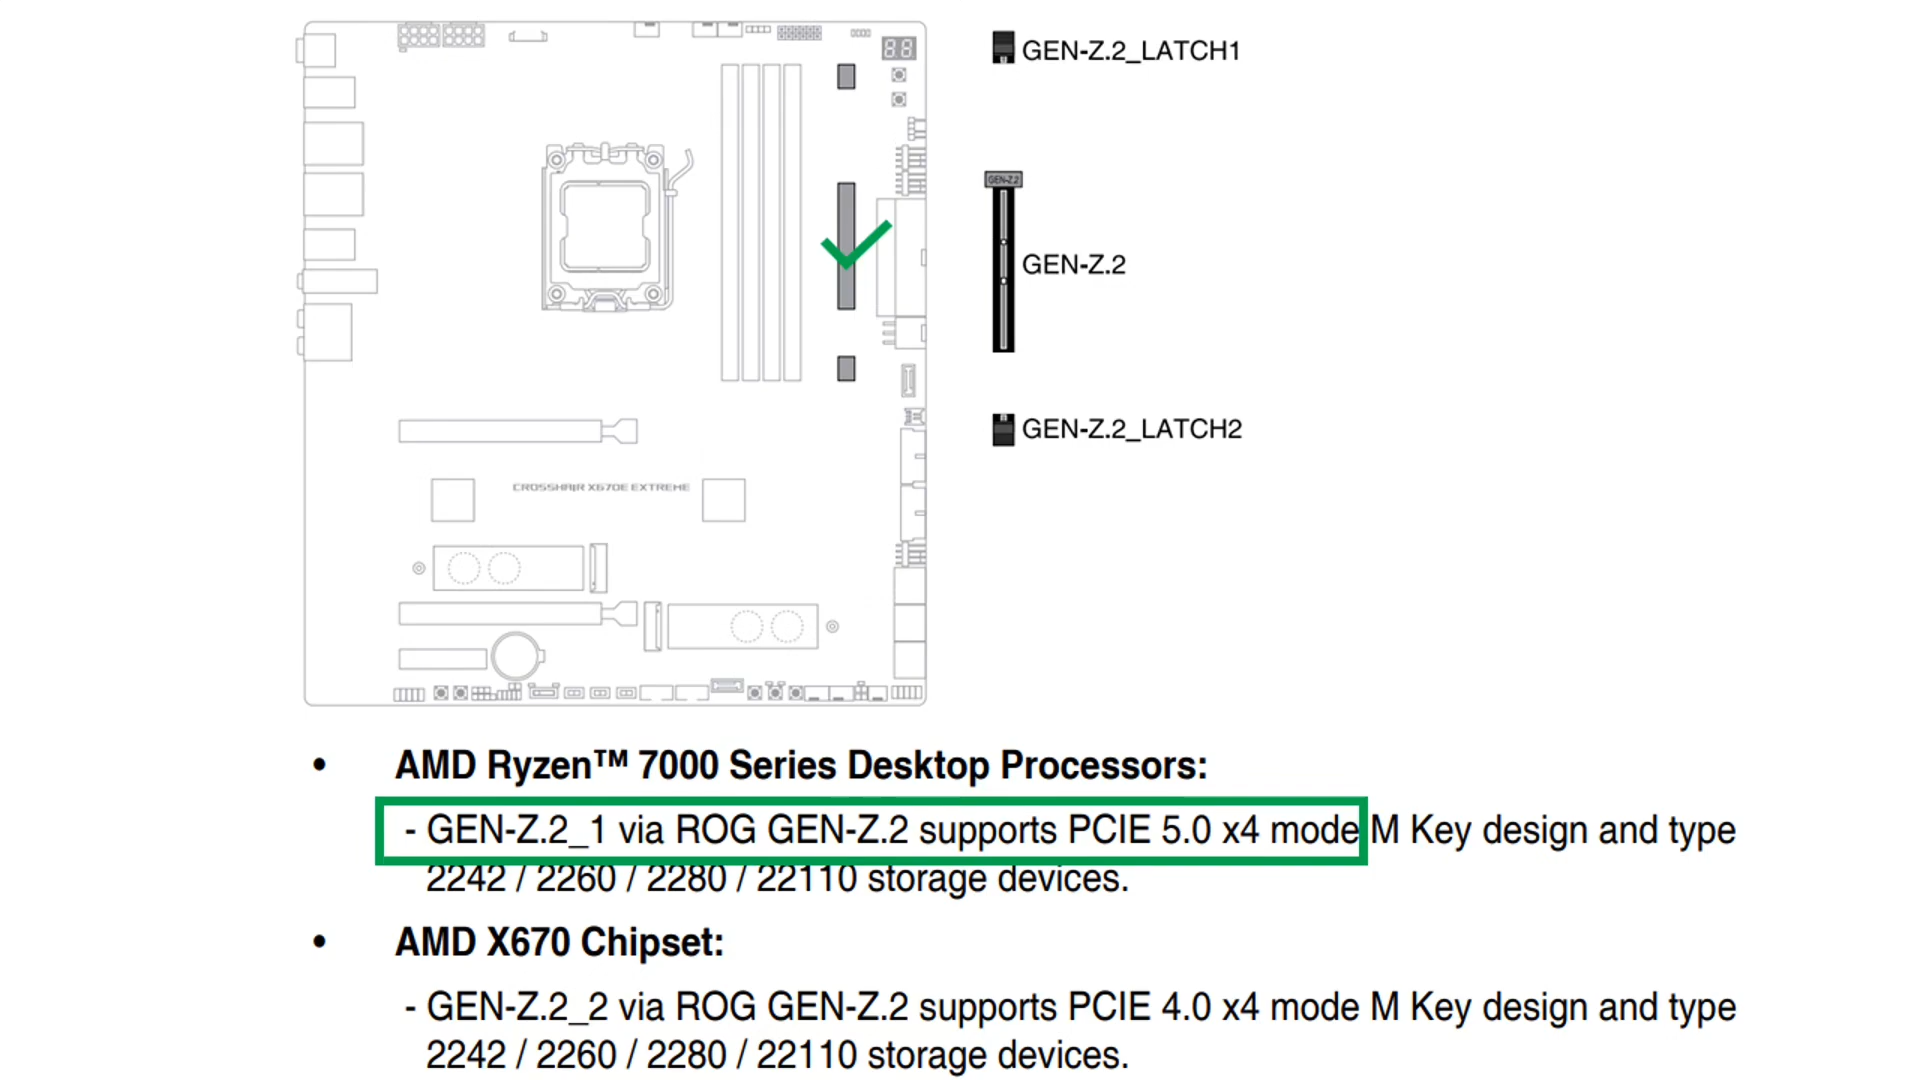 88
GEN-Z.2_LATCH1
GEN-Z.2
GEN-Z.2
GEN-Z.2_LATCH2
CROSSHAIR X670E EXTREME
• AMD Ryzen™ 7000 Series Desktop Processors:
- GEN-Z.2_1 via ROG GEN-Z.2 supports PCIE 5.0 x4 mode M Key design and type
2242 / 2260 / 2280 / 22110 storage devices.
• AMD X670 Chipset:
- GEN-Z.2_2 via ROG GEN-Z.2 supports PCIE 4.0 x4 mode M Key design and type
2242 / 2260 / 2280 / 22110 storage devices.